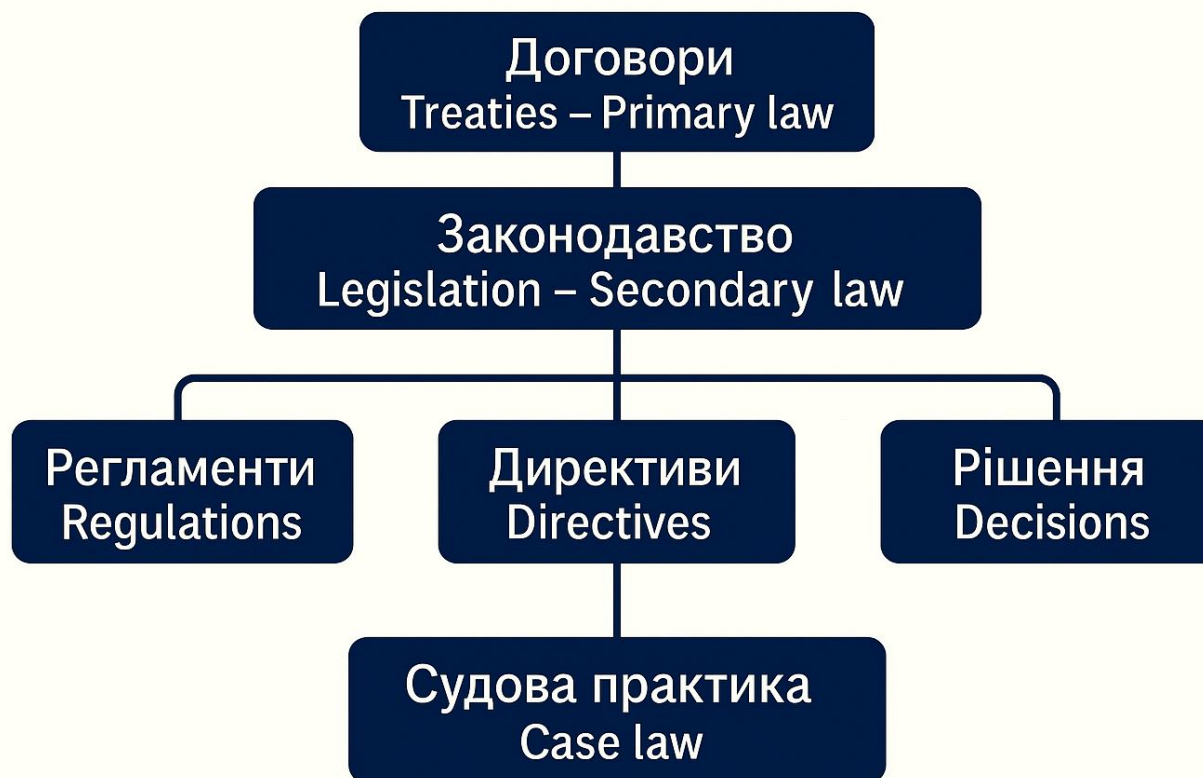 Договори
Treaties – Primary law
Законодавство
Legislation – Secondary law
Регламенти
Regulations
Директиви
Directives
Рішення
Decisions
Судова практика
Case law